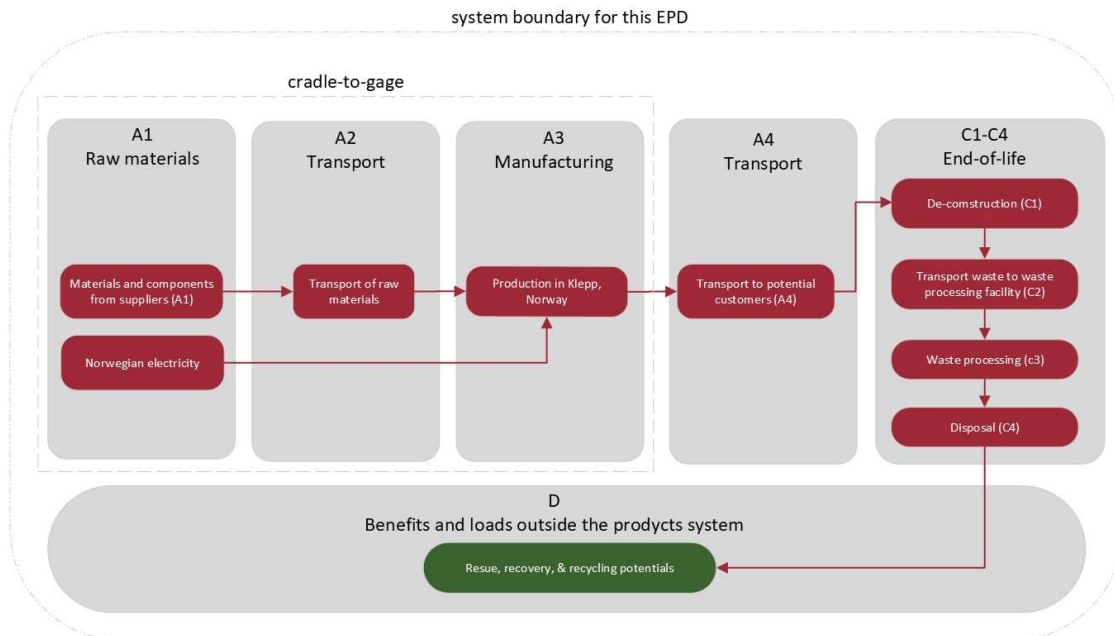 system boundary for this EPD
cradle-to-gage
A1
Raw materials
Materials and components
from suppliers (A1)
Norwegian electricity
A2
Transport
Transport of raw
materials
A3
Manufacturing
Production in Klepp,
Norway
A4
Transport
Transport to potential
customers (A4)
C1-C4
End-of-life
De-comstruction (C1)
Transport waste to waste
processing facility (C2)
Waste processing (c3)
Disposal (C4)
D
Benefits and loads outside the prodycts system
Resue, recovery, & recycling potentials